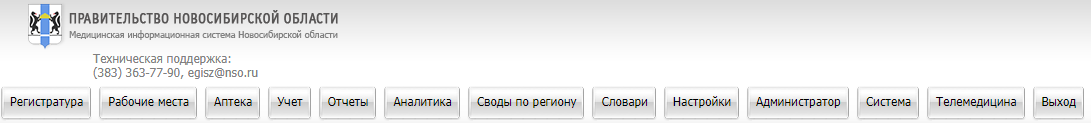 ПРАВИТЕЛЬСТВО НОВОСИБИРСКОЙ ОБЛАСТИ
Медицинская информационная система Новосибирской области
Техническая поддержка:
(383) 363-77-90, egisz@nso.ru
Регистратура Рабочие места Аптека Учет Отчеты Аналитика Своды по региону Словари Настройки Администратор Система Телемедицина Выход